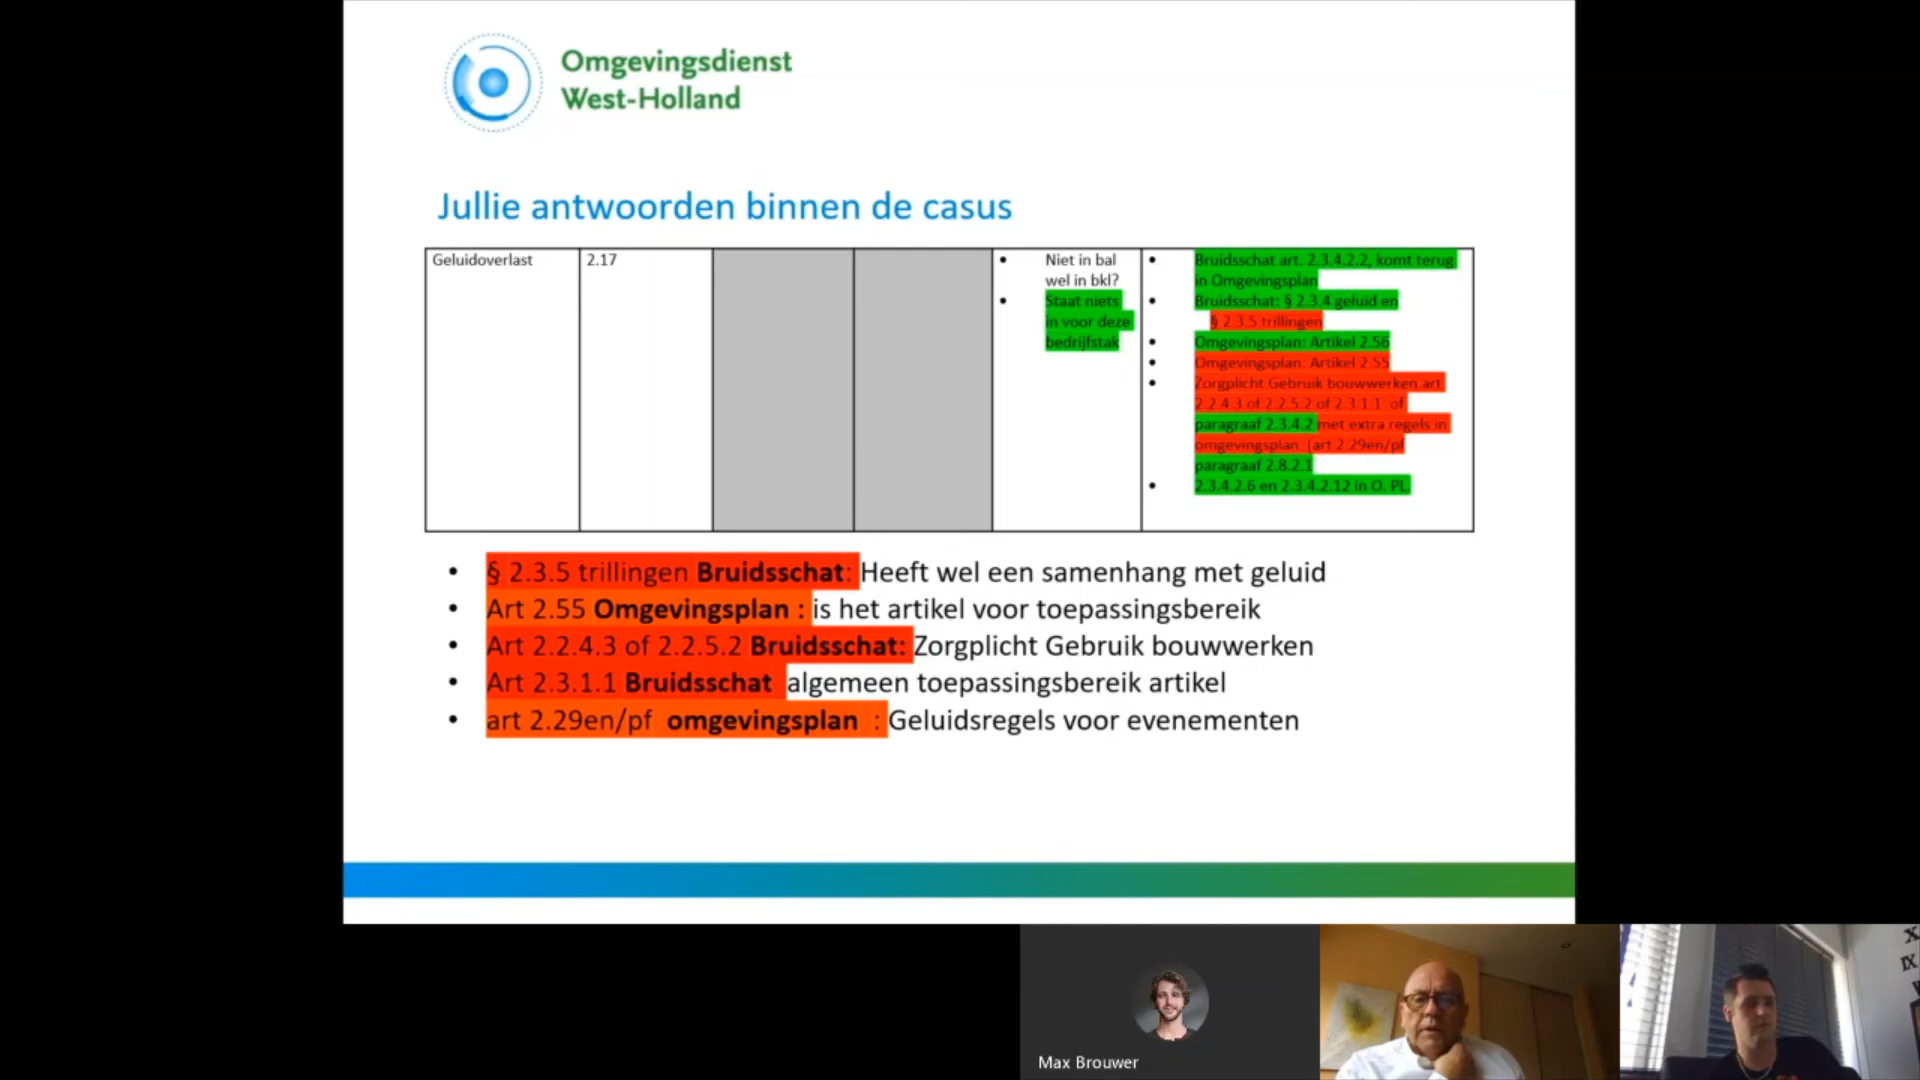 Omgevingsdienst
West-Holland
Jullie antwoorden binnen de casus
Geluidoverlast
2.17
• Niet in bal
wel in bkl?
• Staat niets
in voor deze
bedrijfstak
• Bruidsschat art. 2.3.4.2.2, komt terug
in Omgevingsplan
• Bruidsschat: § 2.3.4 geluid en
§ 2.3.5 trillingen
• Omgevingsplan: Artikel 2.56
• Omgevingsplan: Artikel 2.55
• Zorgplicht Gebruik bouwwerken art.
2.2.4.3 of 2.2.5.2 of 2.3.1.1 of
paragraaf 2.3.4.2 met extra regels in
omgevingsplan (art 2.29en/pf
paragraaf 2.8.2.1
• 2.3.4.2.6 en 2.3.4.2.12 in O. PL.
• § 2.3.5 trillingen Bruidsschat: Heeft wel een samenhang met geluid
• Art 2.55 Omgevingsplan : is het artikel voor toepassingsbereik
• Art 2.2.4.3 of 2.2.5.2 Bruidsschat: Zorgplicht Gebruik bouwwerken
• Art 2.3.1.1 Bruidsschat algemeen toepassingsbereik artikel
• art 2.29en/pf omgevingsplan : Geluidsregels voor evenementen
Max Brouwer
X
IX